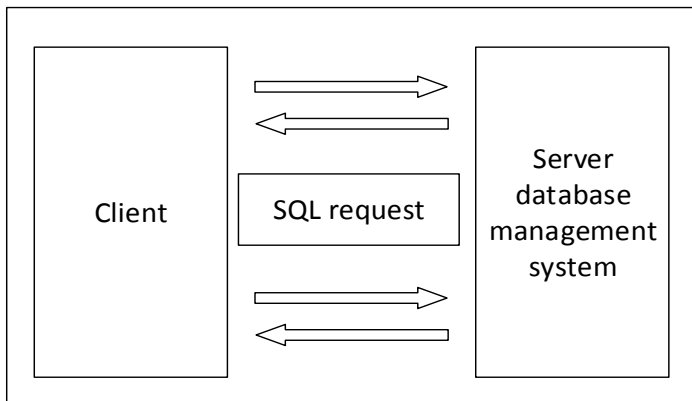 Client
SQL request
Server
database
management
system